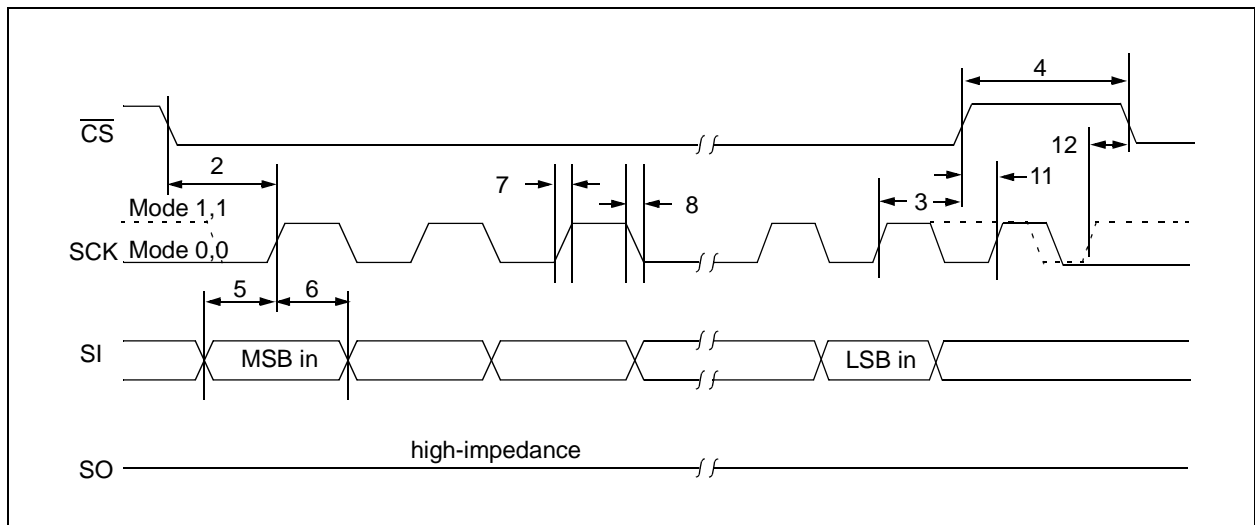 4
CS
12
2
7
11
8
3
Mode 1,1
SCK Mode 0,0
5 6
SI MSB in LSB in
high-impedance
SO